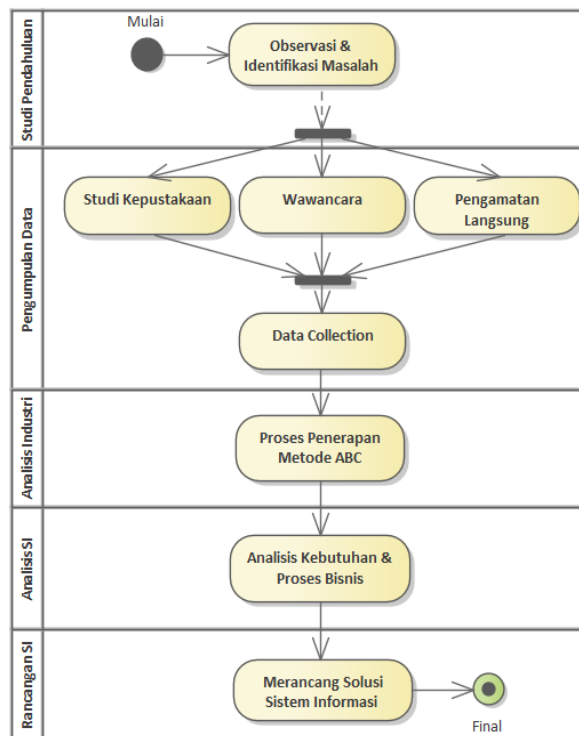 Mulai
Studi Pendahuluan
Observasi &
Identifikasi Masalah
Pengumpulan Data
Studi Kepustakaan
Wawancara
Pengamatan
Langsung
Data Collection
Analisis Industri
Proses Penerapan
Metode ABC
Analisis SI
Analisis Kebutuhan &
Proses Bisnis
Rancangan SI
Merancang Solusi
Sistem Informasi
Final